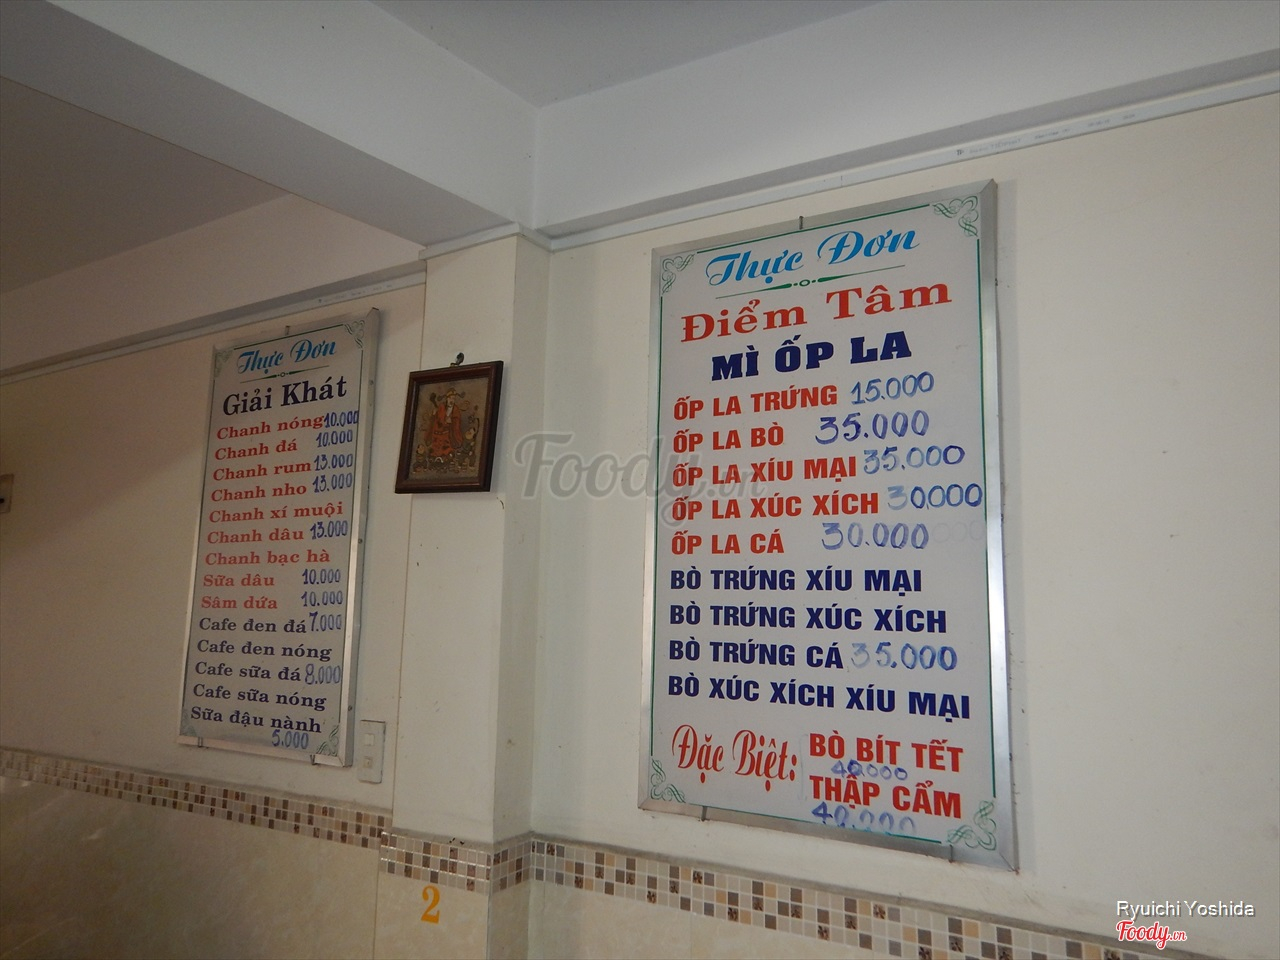 Thực Đơn
Giải Khát
Chanh nóng 10.000
Chanh đá 10.000
Chanh rum 13.000
Chanh nho 13.000
Chanh xí muội
Chanh dâu 13.000
Chanh bạc hà
Sữa dâu 10.000
Sâm dứa 10.000
Cafe đen đá 7.000
Cafe đen nóng
Cafe sữa đá 8.000
Cafe sữa nóng
Sữa đậu nành
5.000
Thực Đơn
Điểm Tâm
MÌ ỐP LA
ỐP LA TRỨNG 15.000
ỐP LA BÒ 35.000
ỐP LA XÍU MẠI 35.000
ỐP LA XÚC XÍCH 30.000
ỐP LA CÁ 30.000
BÒ TRỨNG XÍU MẠI
BÒ TRỨNG XÚC XÍCH
BÒ TRỨNG CÁ 35.000
BÒ XÚC XÍCH XÍU MẠI
Đặc Biệt: BÒ BÍT TẾT
40.000
THẬP CẨM
40.000
2
Foody.vn
Ryuichi Yoshida
Foody.vn